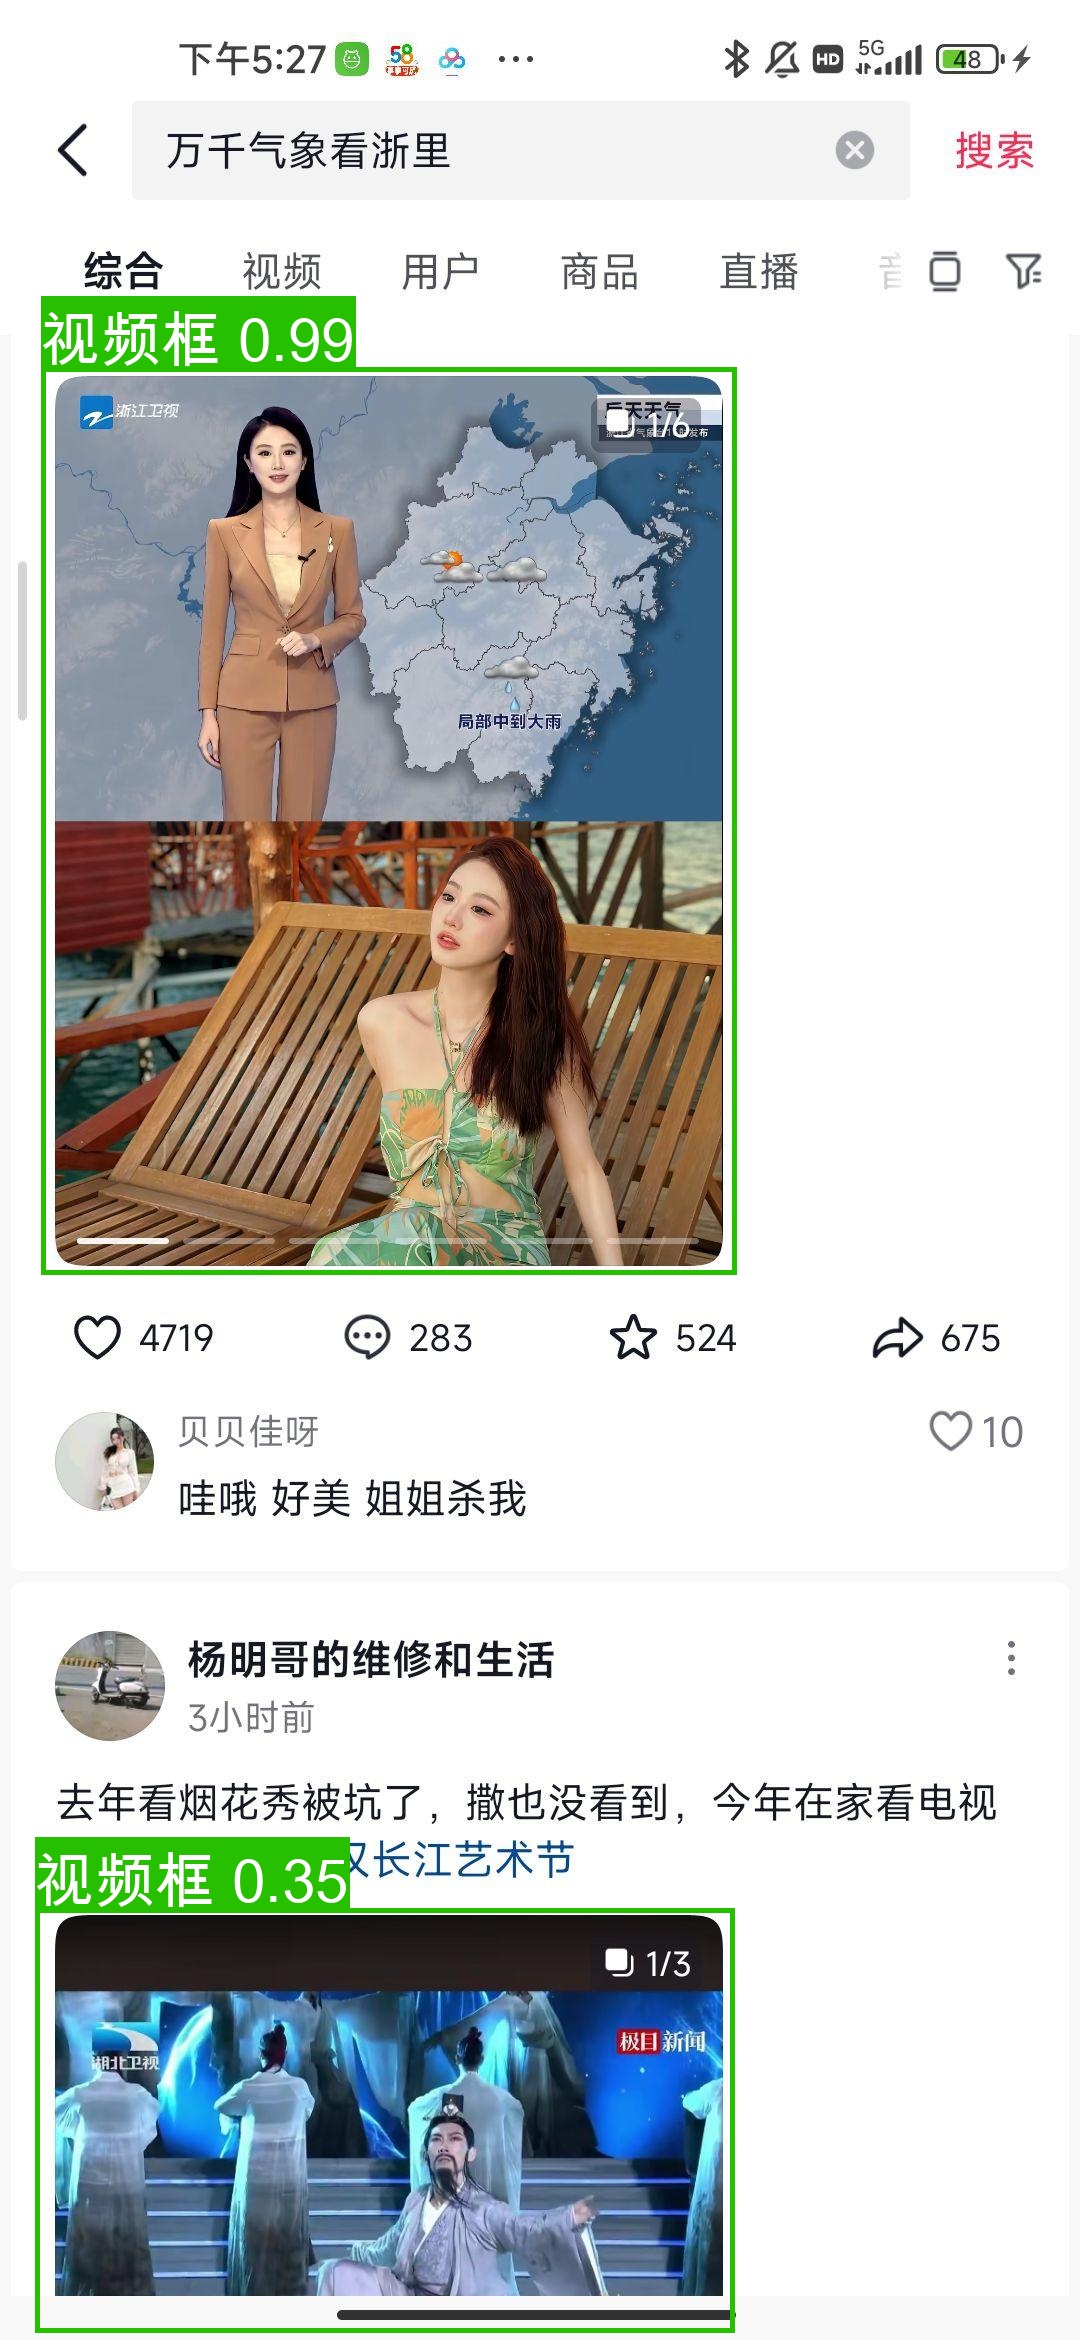 下午5:27
58
HD 5G 48
万千气象看浙里
搜索
综合 视频 用户 商品 直播
视频框 0.99
浙江卫视
后天天气
1/6
发布
局部中到大雨
4719 283 524 675
贝贝佳呀
10
哇哦 好美 姐姐杀我
杨明哥的维修和生活
3小时前
去年看烟花秀被坑了，撒也没看到，今年在家看电视
视频框 0.35
汉长江艺术节
1/3
极目新闻
湖北卫视